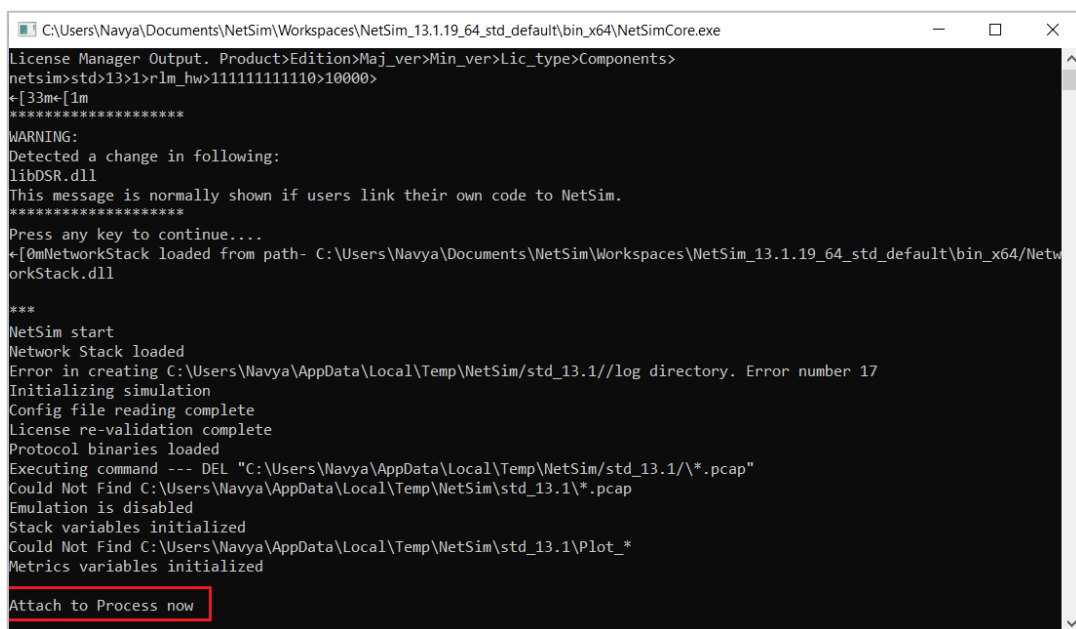 C:\Users\Navya\Documents\NetSim\Workspaces\NetSim_13.1.19_64_std_default\bin_x64\NetSimCore.exe
License Manager Output. Product>Edition>Maj_ver>Min_ver>Lic_type>Components>
netsim>std>13>1>rlm_hw>111111111110>10000>
←[33m←[1m
********************
WARNING:
Detected a change in following:
libDSR.dll
This message is normally shown if users link their own code to NetSim.
********************
Press any key to continue....
←[0mNetworkStack loaded from path- C:\Users\Navya\Documents\NetSim\Workspaces\NetSim_13.1.19_64_std_default\bin_x64/Netw
orkStack.dll
***
NetSim start
Network Stack loaded
Error in creating C:\Users\Navya\AppData\Local\Temp\NetSim/std_13.1//log directory. Error number 17
Initializing simulation
Config file reading complete
License re-validation complete
Protocol binaries loaded
Executing command --- DEL "C:\Users\Navya\AppData\Local\Temp\NetSim/std_13.1/\*.pcap"
Could Not Find C:\Users\Navya\AppData\Local\Temp\NetSim\std_13.1\*.pcap
Emulation is disabled
Stack variables initialized
Could Not Find C:\Users\Navya\AppData\Local\Temp\NetSim\std_13.1\Plot_*
Metrics variables initialized
Attach to Process now